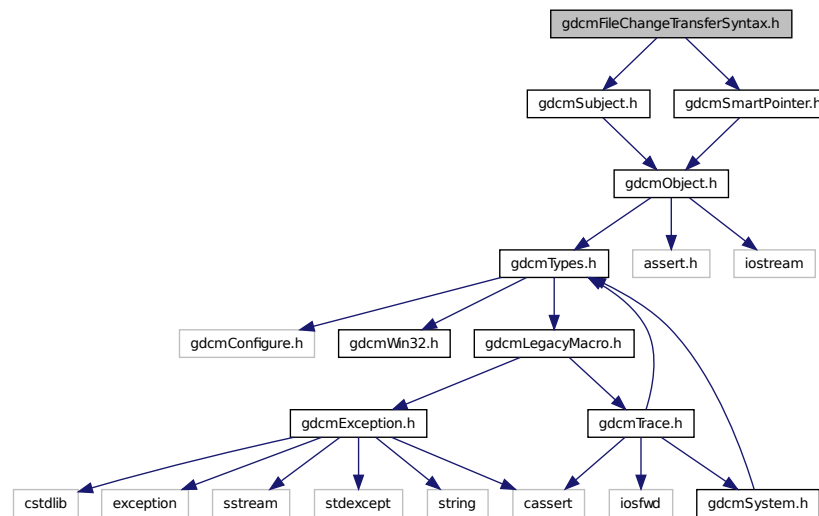 gdcmFileChangeTransferSyntax.h
gdcmSubject.h
gdcmSmartPointer.h
gdcmObject.h
gdcmTypes.h
assert.h
iostream
gdcmConfigure.h
gdcmWin32.h
gdcmLegacyMacro.h
gdcmException.h
gdcmTrace.h
cstdlib
exception
sstream
stdexcept
string
cassert
iosfwd
gdcmSystem.h